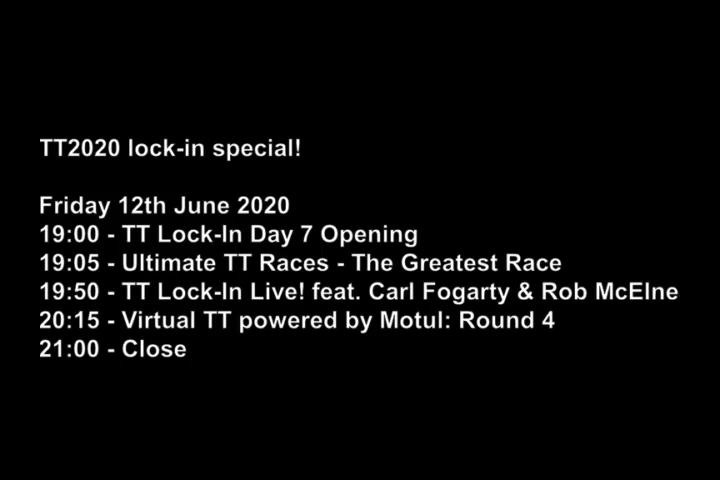 TT2020 lock-in special!
Friday 12th June 2020
19:00 - TT Lock-In Day 7 Opening
19:05 - Ultimate TT Races - The Greatest Race
19:50 - TT Lock-In Live! feat. Carl Fogarty & Rob McElne
20:15 - Virtual TT powered by Motul: Round 4
21:00 - Close